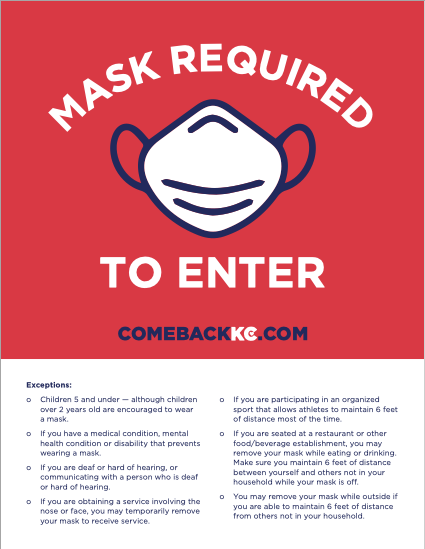 MASK REQUIRED
TO ENTER
COMEBACKKC.COM
Exceptions:
o Children 5 and under — although children
over 2 years old are encouraged to wear
a mask.
o If you have a medical condition, mental
health condition or disability that prevents
wearing a mask.
o If you are deaf or hard of hearing, or
communicating with a person who is deaf
or hard of hearing.
o If you are obtaining a service involving the
nose or face, you may temporarily remove
your mask to receive service.
o If you are participating in an organized
sport that allows athletes to maintain 6 feet
of distance most of the time.
o If you are seated at a restaurant or other
food/beverage establishment, you may
remove your mask while eating or drinking.
Make sure you maintain 6 feet of distance
between yourself and others not in your
household while your mask is off.
o You may remove your mask while outside if
you are able to maintain 6 feet of distance
from others not in your household.